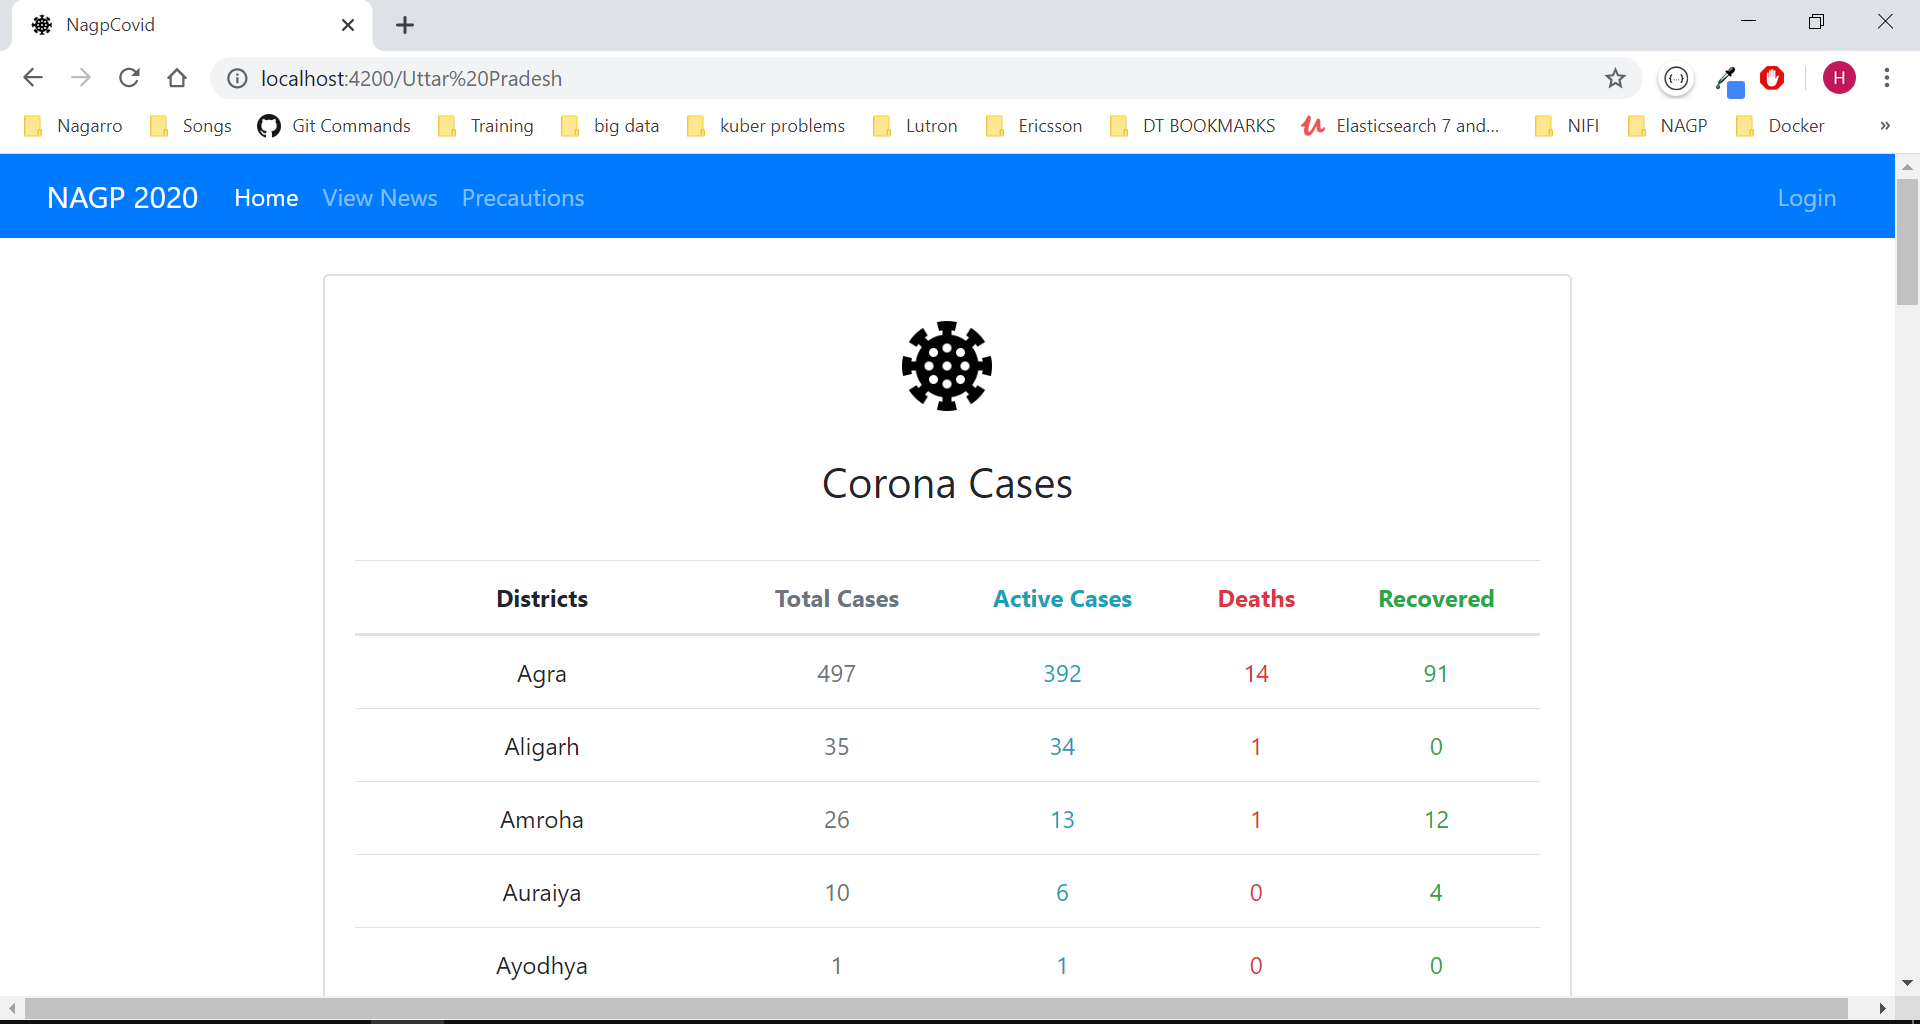 NagpCovid
localhost:4200/Uttar%20Pradesh
H
Nagarro Songs Git Commands Training big data kuber problems Lutron Ericsson DT BOOKMARKS Elasticsearch 7 and... NIFI NAGP Docker »
NAGP 2020 Home View News Precautions Login
Corona Cases
Districts Total Cases Active Cases Deaths Recovered
Agra 497 392 14 91
Aligarh 35 34 1 0
Amroha 26 13 1 12
Auraiya 10 6 0 4
Ayodhya 1 1 0 0